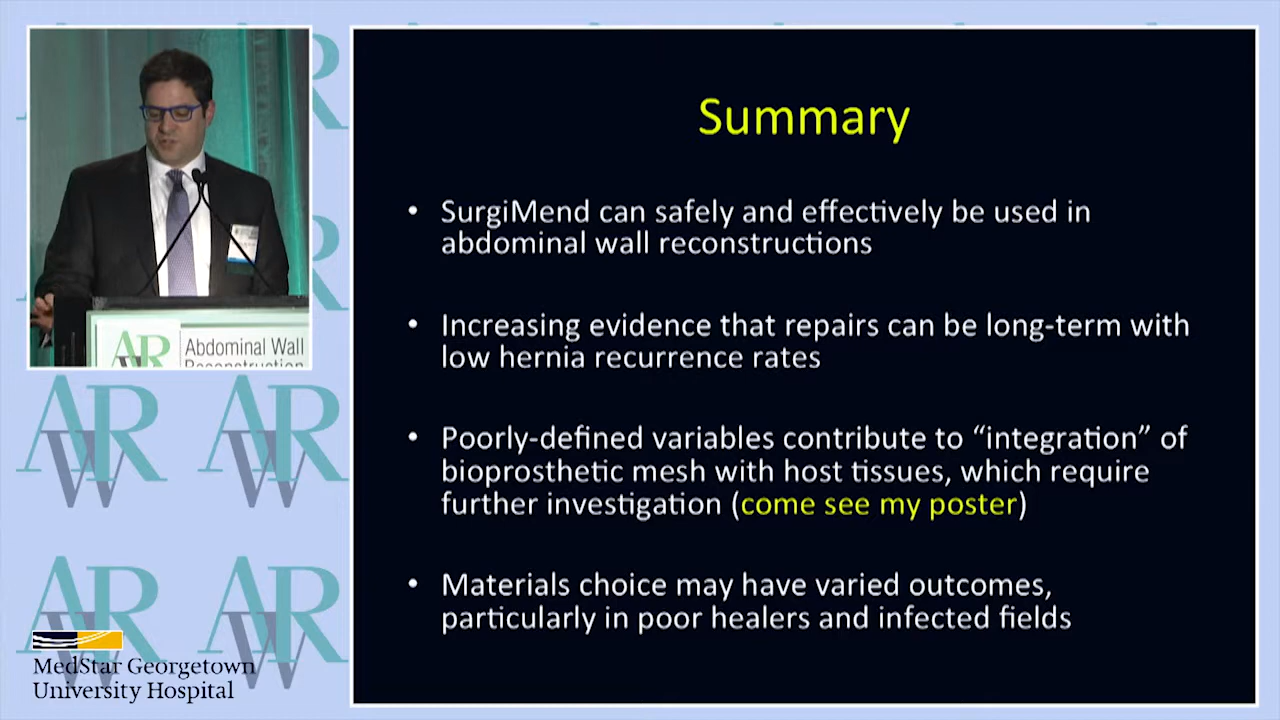 Summary
• SurgiMend can safely and effectively be used in
abdominal wall reconstructions
• Increasing evidence that repairs can be long-term with
low hernia recurrence rates
• Poorly-defined variables contribute to “integration” of
bioprosthetic mesh with host tissues, which require
further investigation (come see my poster)
• Materials choice may have varied outcomes,
particularly in poor healers and infected fields
AWR
Abdominal Wall
Reconstruction
MedStar Georgetown
University Hospital